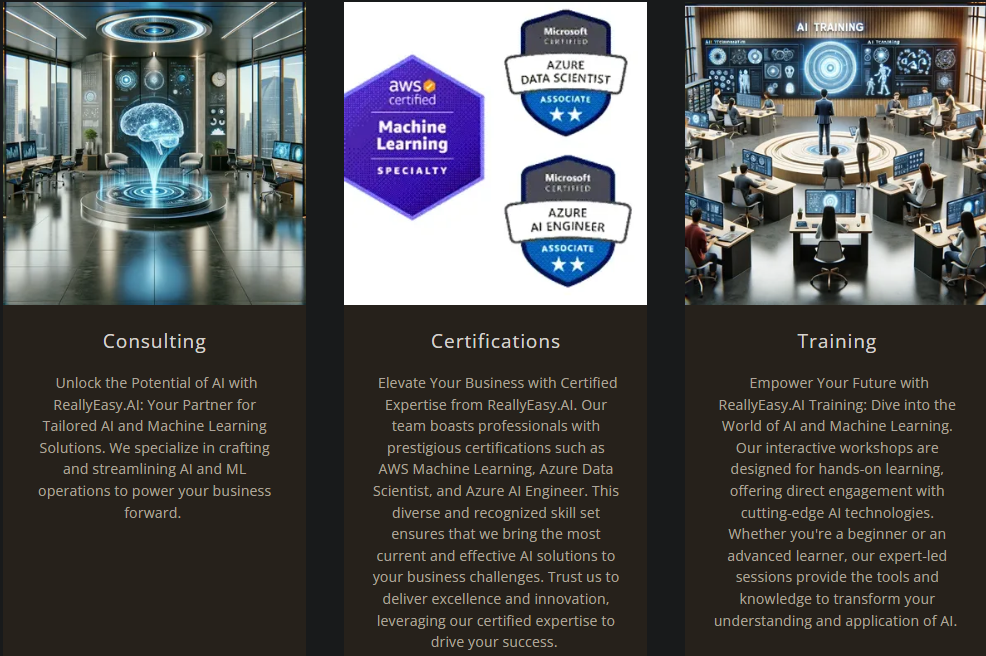 Consulting
Unlock the Potential of AI with
ReallyEasy.AI: Your Partner for
Tailored AI and Machine Learning
Solutions. We specialize in crafting
and streamlining AI and ML
operations to power your business
forward.
aws
certified
Machine
Learning
SPECIALTY
Microsoft
CERTIFIED
AZURE
DATA SCIENTIST
ASSOCIATE
Microsoft
CERTIFIED
AZURE
AI ENGINEER
ASSOCIATE
Certifications
Elevate Your Business with Certified
Expertise from ReallyEasy.AI. Our
team boasts professionals with
prestigious certifications such as
AWS Machine Learning, Azure Data
Scientist, and Azure AI Engineer. This
diverse and recognized skill set
ensures that we bring the most
current and effective AI solutions to
your business challenges. Trust us to
deliver excellence and innovation,
leveraging our certified expertise to
drive your success.
AI TRAINING
Training
Empower Your Future with
ReallyEasy.AI Training: Dive into the
World of AI and Machine Learning.
Our interactive workshops are
designed for hands-on learning,
offering direct engagement with
cutting-edge AI technologies.
Whether you're a beginner or an
advanced learner, our expert-led
sessions provide the tools and
knowledge to transform your
understanding and application of AI.